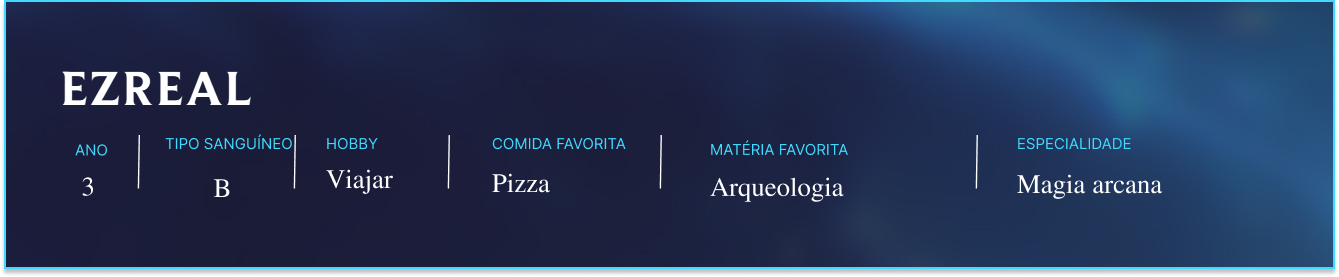 EZREAL
ANO
3
TIPO SANGUÍNEO
B
HOBBY
Viajar
COMIDA FAVORITA
Pizza
MATÉRIA FAVORITA
Arqueologia
ESPECIALIDADE
Magia arcana